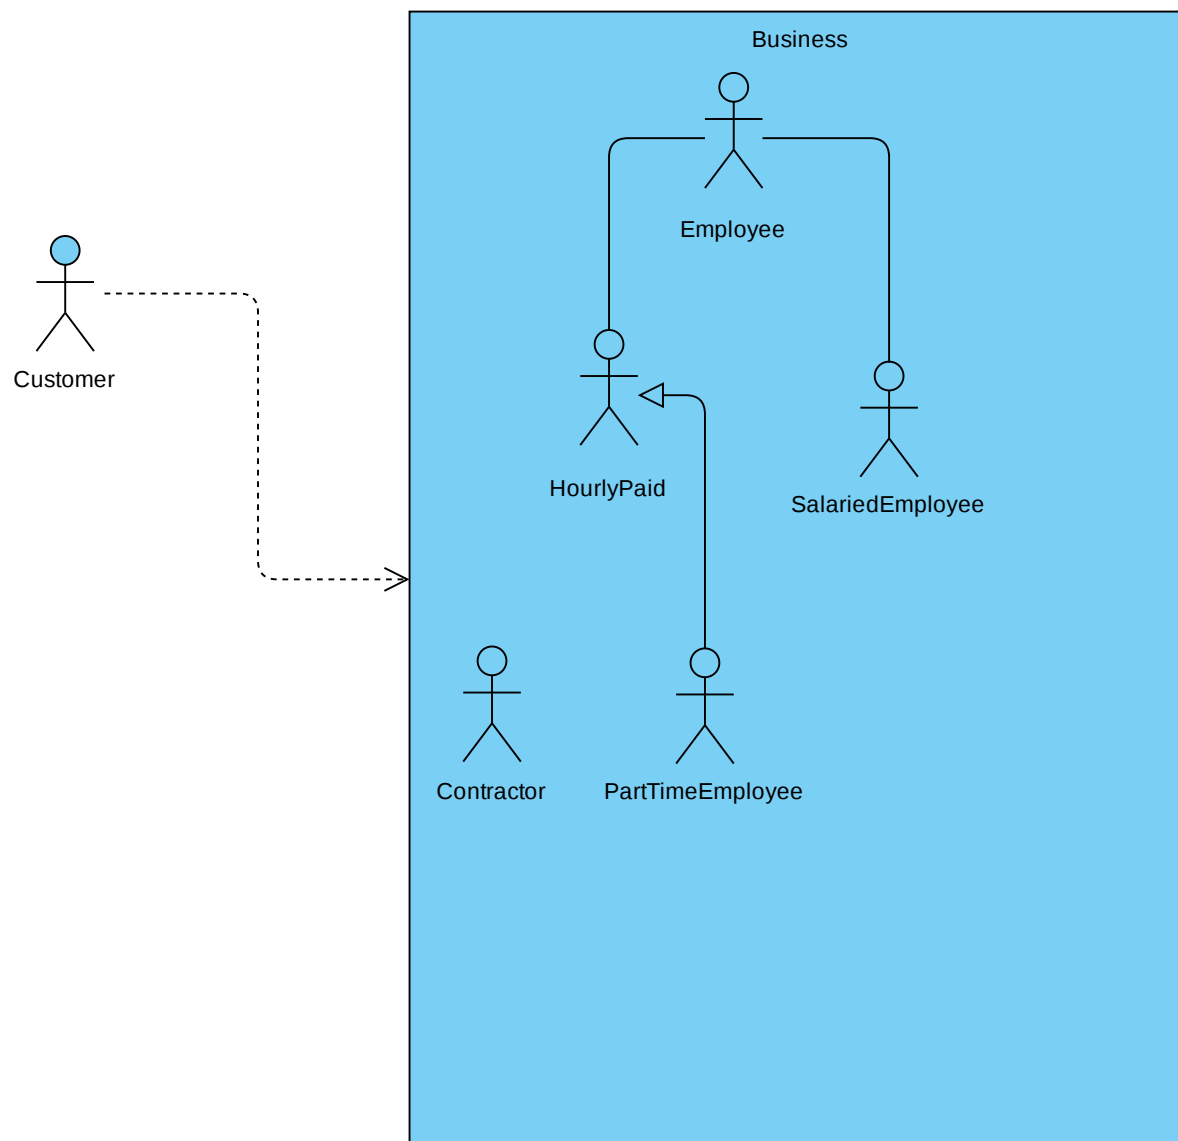 Business
Employee
Customer
HourlyPaid
SalariedEmployee
Contractor
PartTimeEmployee